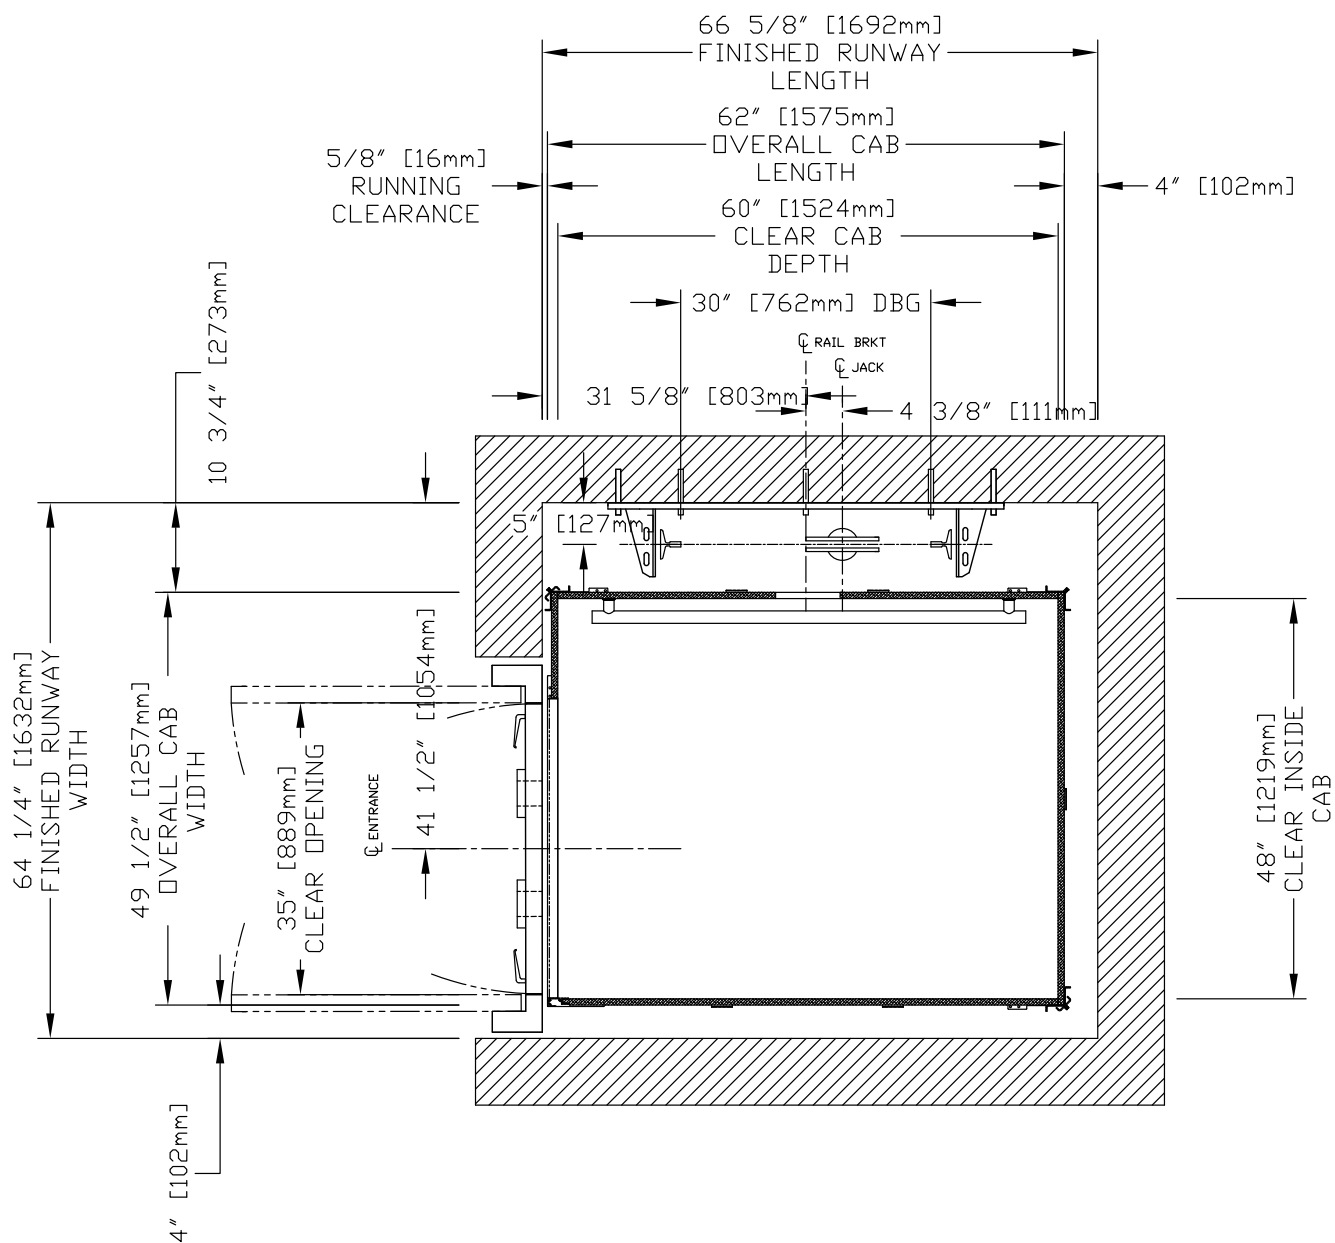 66 5/8" [1692mm]
FINISHED RUNWAY
LENGTH
62" [1575mm]
OVERALL CAB
LENGTH
5/8" [16mm]
RUNNING
CLEARANCE
4" [102mm]
60" [1524mm]
CLEAR CAB
DEPTH
30" [762mm] DBG
10 3/4" [273mm]
℄ RAIL BRKT
℄ JACK
31 5/8" [803mm]
4 3/8" [111mm]
5" [127mm]
64 1/4" [1632mm]
FINISHED RUNWAY
WIDTH
49 1/2" [1257mm]
OVERALL CAB
WIDTH
35" [889mm]
CLEAR OPENING
℄ ENTRANCE
41 1/2" [1054mm]
48" [1219mm]
CLEAR INSIDE
CAB
4" [102mm]